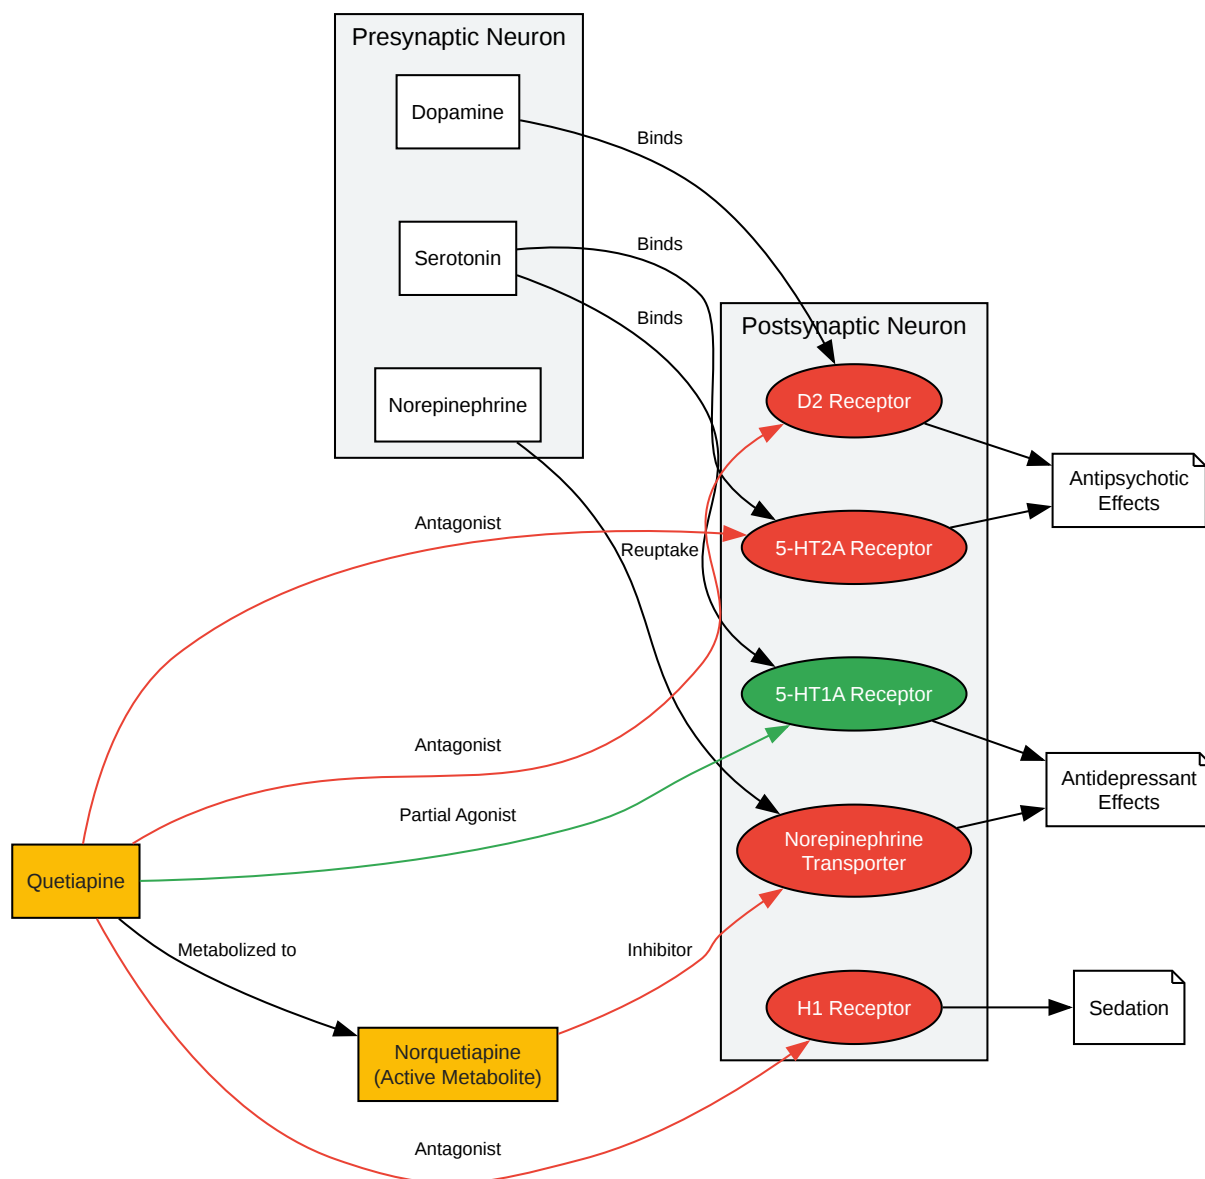 Presynaptic Neuron
Dopamine
Binds
Serotonin
Binds
Binds
Postsynaptic Neuron
Norepinephrine
D2 Receptor
Antipsychotic
Effects
Antagonist
Reuptake
5-HT2A Receptor
5-HT1A Receptor
Antagonist
Antidepressant
Effects
Partial Agonist
Norepinephrine
Transporter
Quetiapine
Metabolized to
Inhibitor
H1 Receptor
Sedation
Norquetiapine
(Active Metabolite)
Antagonist